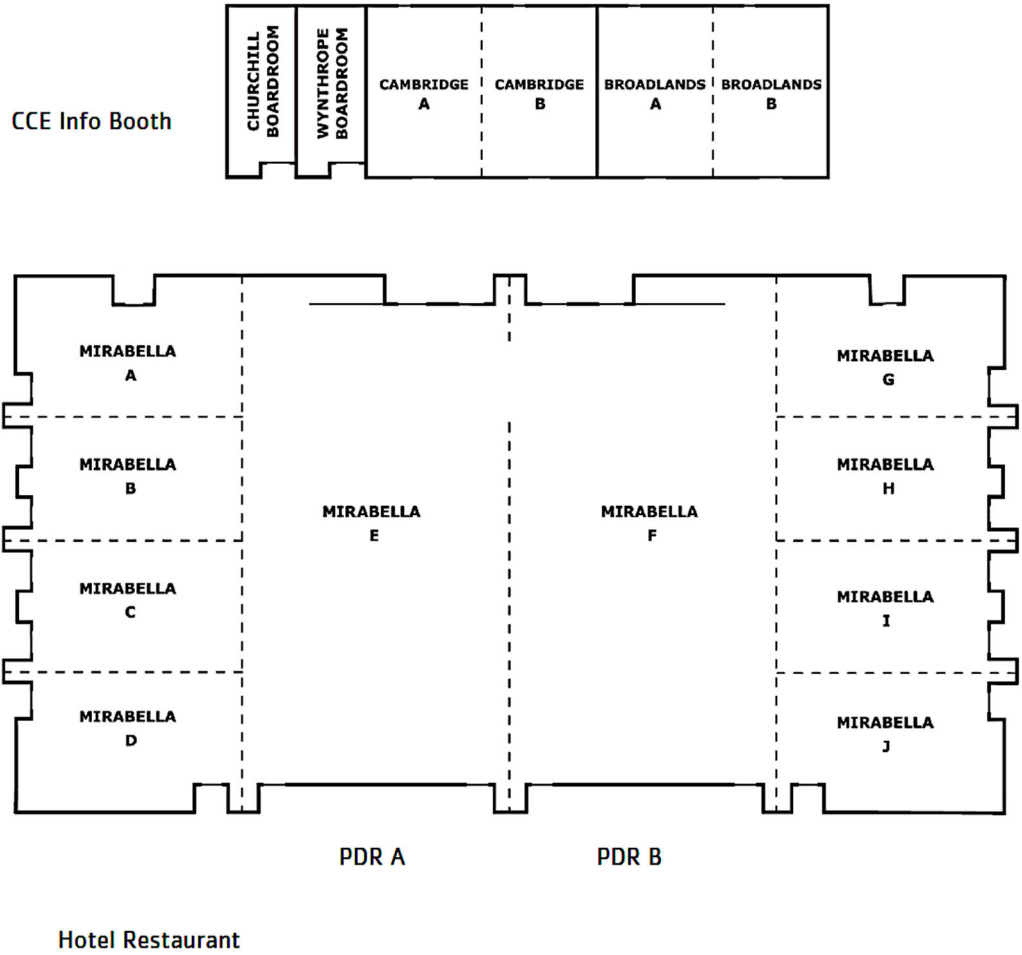 CHURCHILL
BOARDROOM
WYNTHROPE
BOARDROOM
CAMBRIDGE
A
CAMBRIDGE
B
BROADLANDS
A
BROADLANDS
B
CCE Info Booth
MIRABELLA
A
MIRABELLA
G
MIRABELLA
B
MIRABELLA
H
MIRABELLA
E
MIRABELLA
F
MIRABELLA
C
MIRABELLA
I
MIRABELLA
D
MIRABELLA
J
PDR A
PDR B
Hotel Restaurant